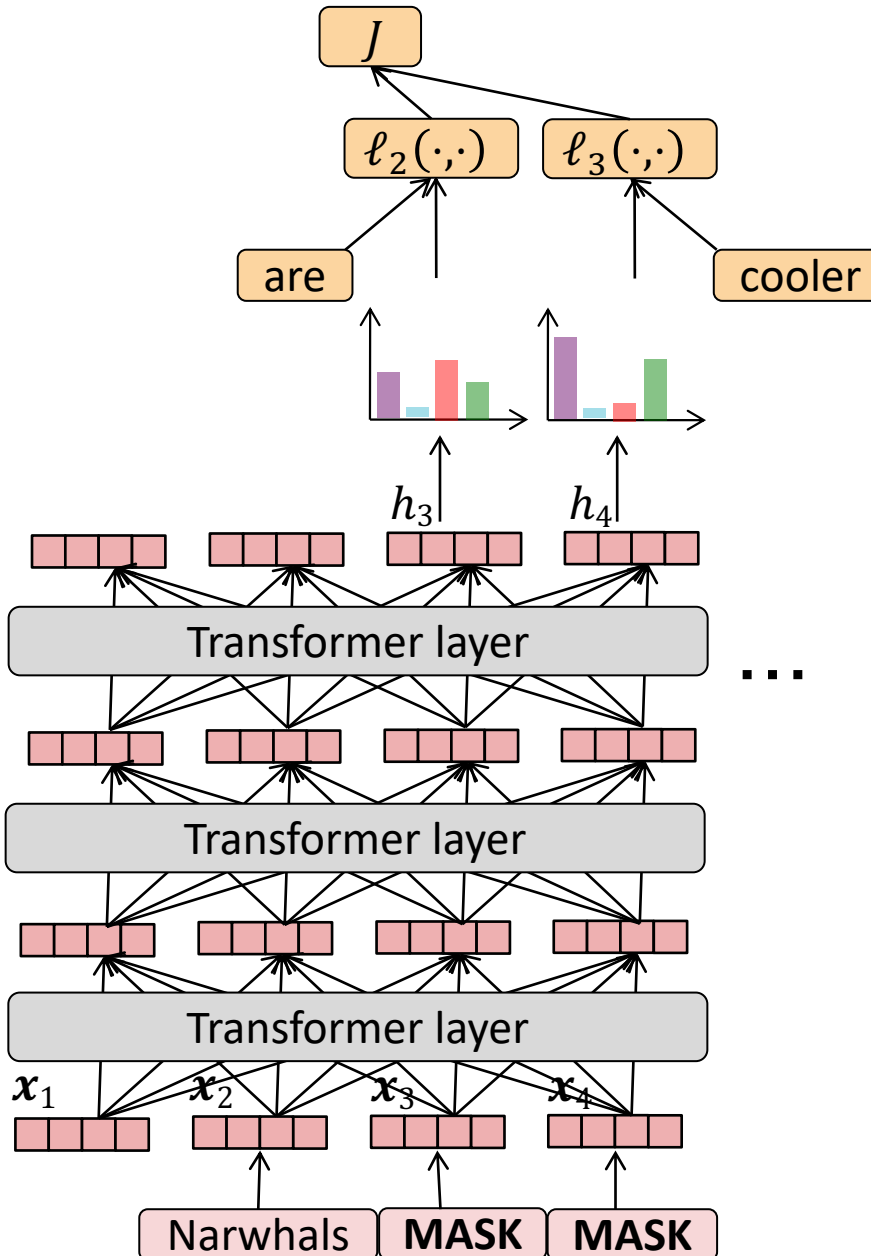 J
ℓ₂(·,·) ℓ₃(·,·)
are cooler
h₃ h₄
Transformer layer
...
Transformer layer
Transformer layer
x₁ x₂ x₃ x₄
Narwhals MASK MASK